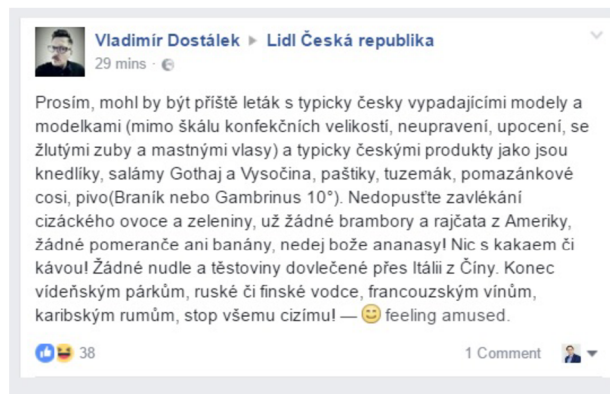 Vladimír Dostálek ▸ Lidl Česká republika
29 mins ·
Prosím, mohl by být příště leták s typicky česky vypadajícími modely a
modelkami (mimo škálu konfekčních velikostí, neupravení, upocení, se
žlutými zuby a mastnými vlasy) a typicky českými produkty jako jsou
knedlíky, salámy Gothaj a Vysočina, paštiky, tuzemák, pomazánkové
cosi, pivo(Braník nebo Gambrinus 10°). Nedopusťte zavlékání
cizáckého ovoce a zeleniny, už žádné brambory a rajčata z Ameriky,
žádné pomeranče ani banány, nedej bože ananasy! Nic s kakaem či
kávou! Žádné nudle a těstoviny dovlečené přes Itálii z Číny. Konec
vídeňským párkům, ruské či finské vodce, francouzským vínům,
karibským rumům, stop všemu cizímu! — 😊 feeling amused.
38 1 Comment